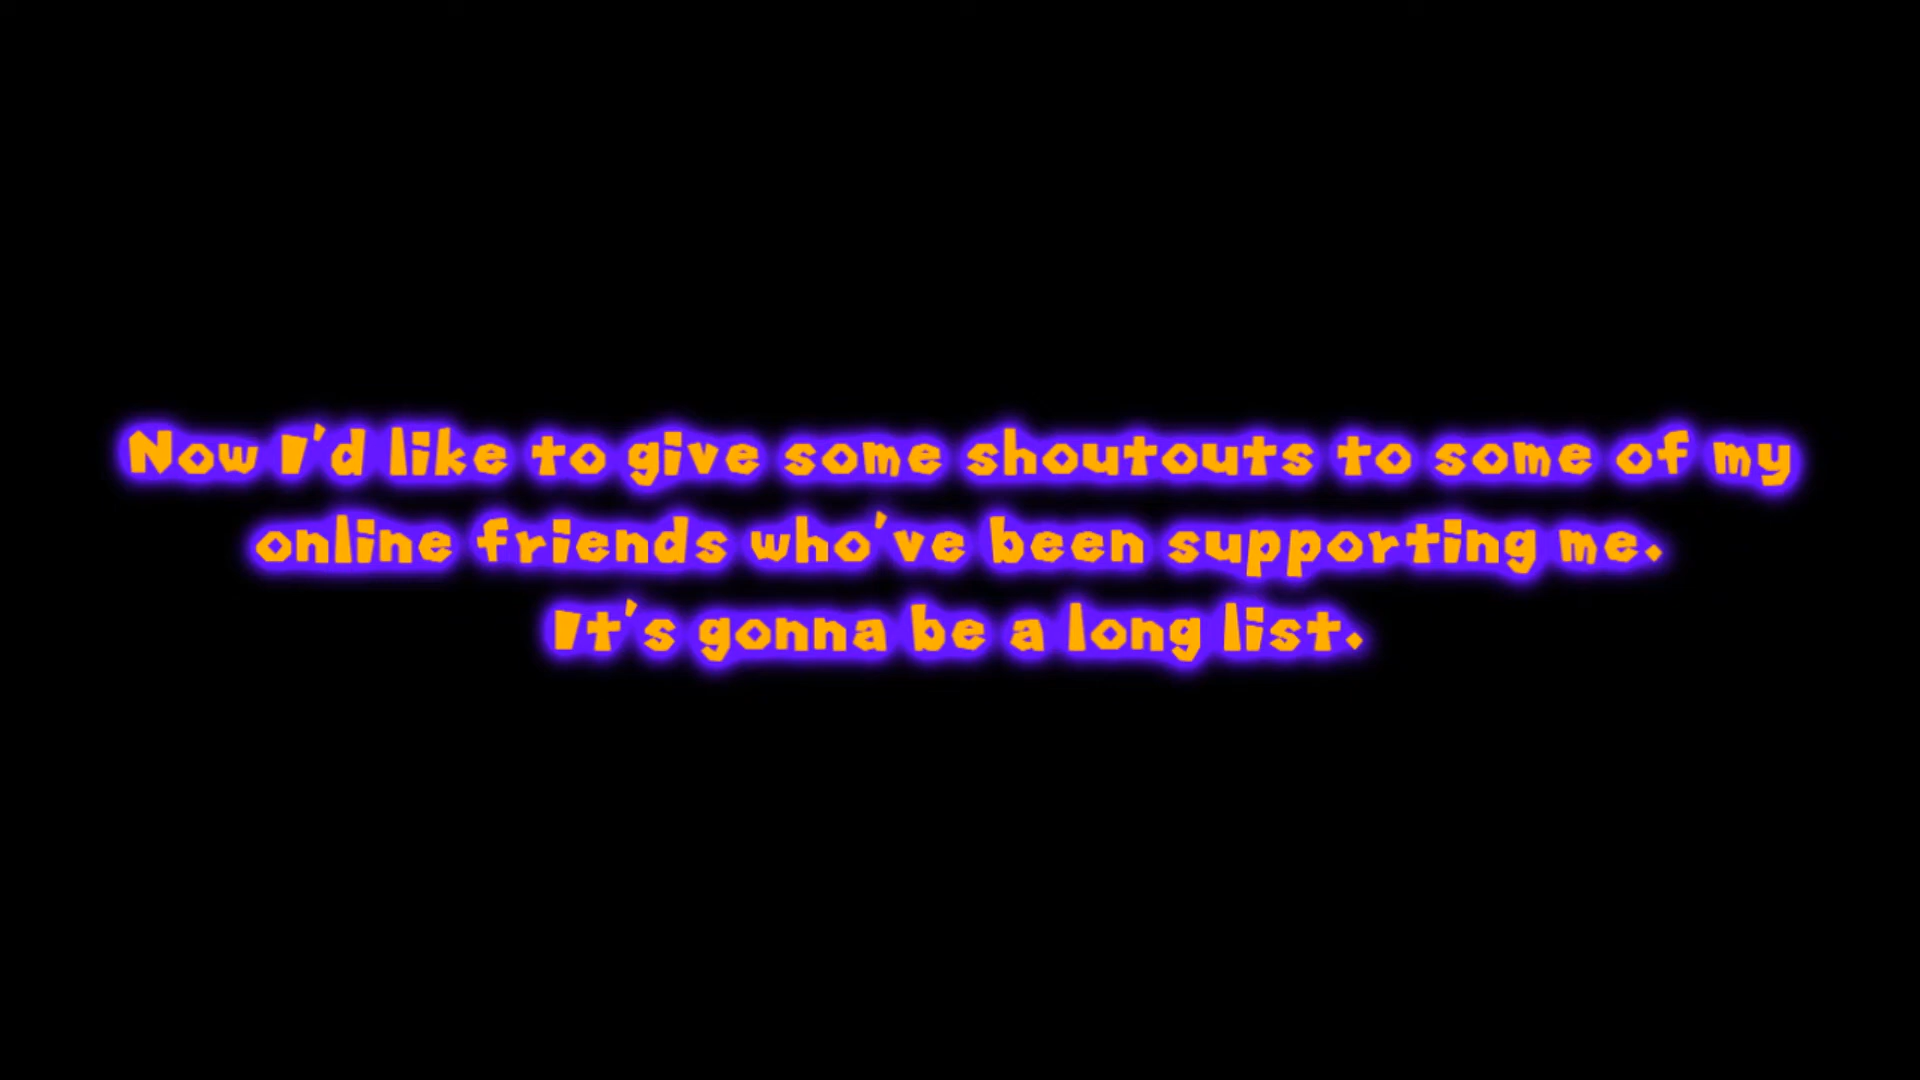 Now I'd like to give some shoutouts to some of my
online friends who've been supporting me.
It's gonna be a long list.